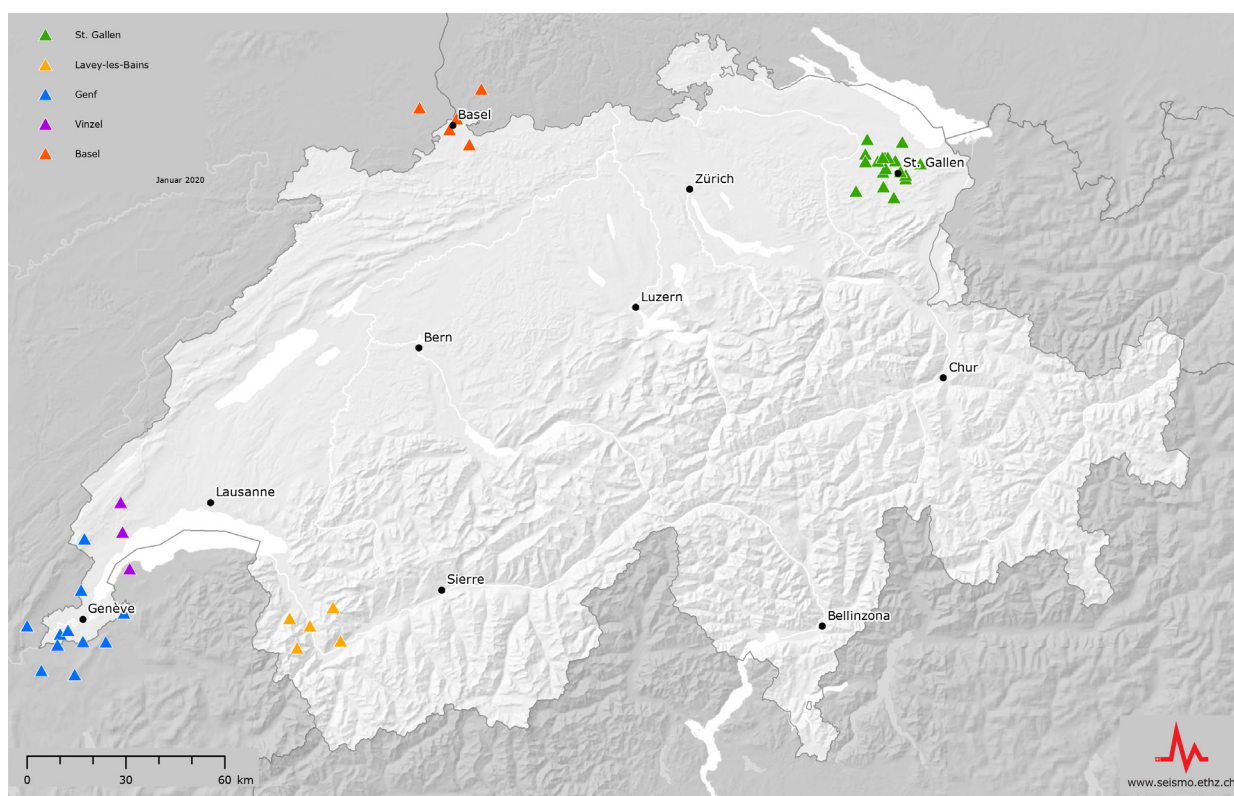 St. Gallen
Lavey-les-Bains
Genf
Vinzel
Basel
Januar 2020
Basel
St. Gallen
Zürich
Luzern
Bern
Chur
Lausanne
Sierre
Genève
Bellinzona
0 30 60 km
www.seismo.ethz.ch